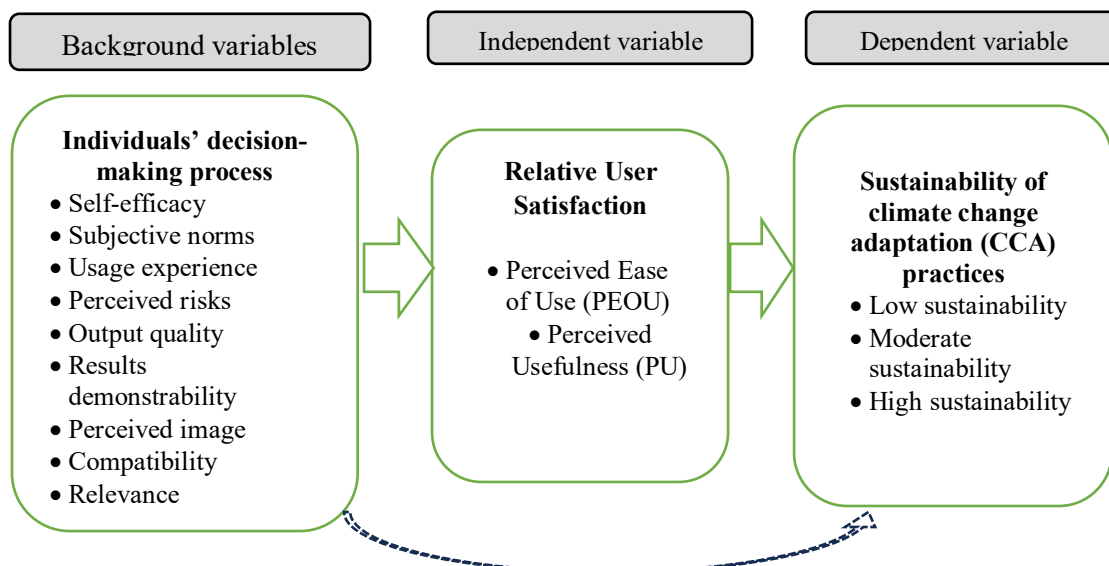 Background variables
Independent variable
Dependent variable
Individuals’ decision-
making process
• Self-efficacy
• Subjective norms
• Usage experience
• Perceived risks
• Output quality
• Results
demonstrability
• Perceived image
• Compatibility
• Relevance
Relative User
Satisfaction
• Perceived Ease
of Use (PEOU)
• Perceived
Usefulness (PU)
Sustainability of
climate change
adaptation (CCA)
practices
• Low sustainability
• Moderate
sustainability
• High sustainability